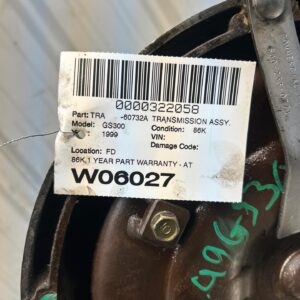 0000322058
Part: TRA -60732A TRANSMISSION ASSY.
Model: GS300 Condition: 86K
1999 VIN:
Damage Code:
Location: FD
86K,1 YEAR PART WARRANTY - AT
W06027
99GS3